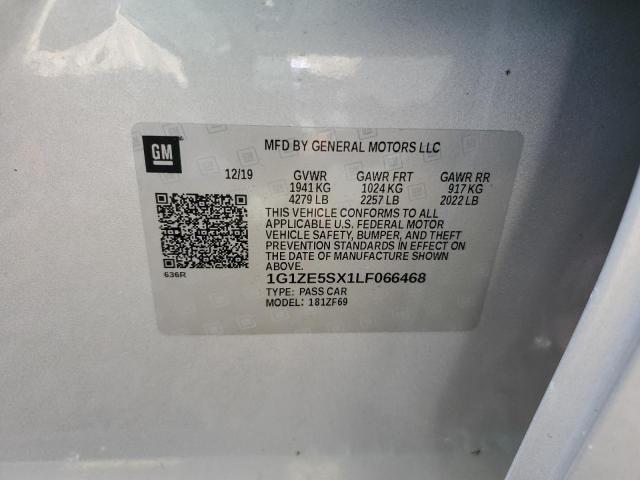 GM
MFD BY GENERAL MOTORS LLC
12/19 GVWR GAWR FRT GAWR RR
1941 KG 1024 KG 917 KG
4279 LB 2257 LB 2022 LB
THIS VEHICLE CONFORMS TO ALL
APPLICABLE U.S. FEDERAL MOTOR
VEHICLE SAFETY, BUMPER, AND THEFT
PREVENTION STANDARDS IN EFFECT ON
THE DATE OF MANUFACTURE SHOWN
ABOVE.
636R
1G1ZE5SX1LF066468
TYPE: PASS CAR
MODEL: 181ZF69